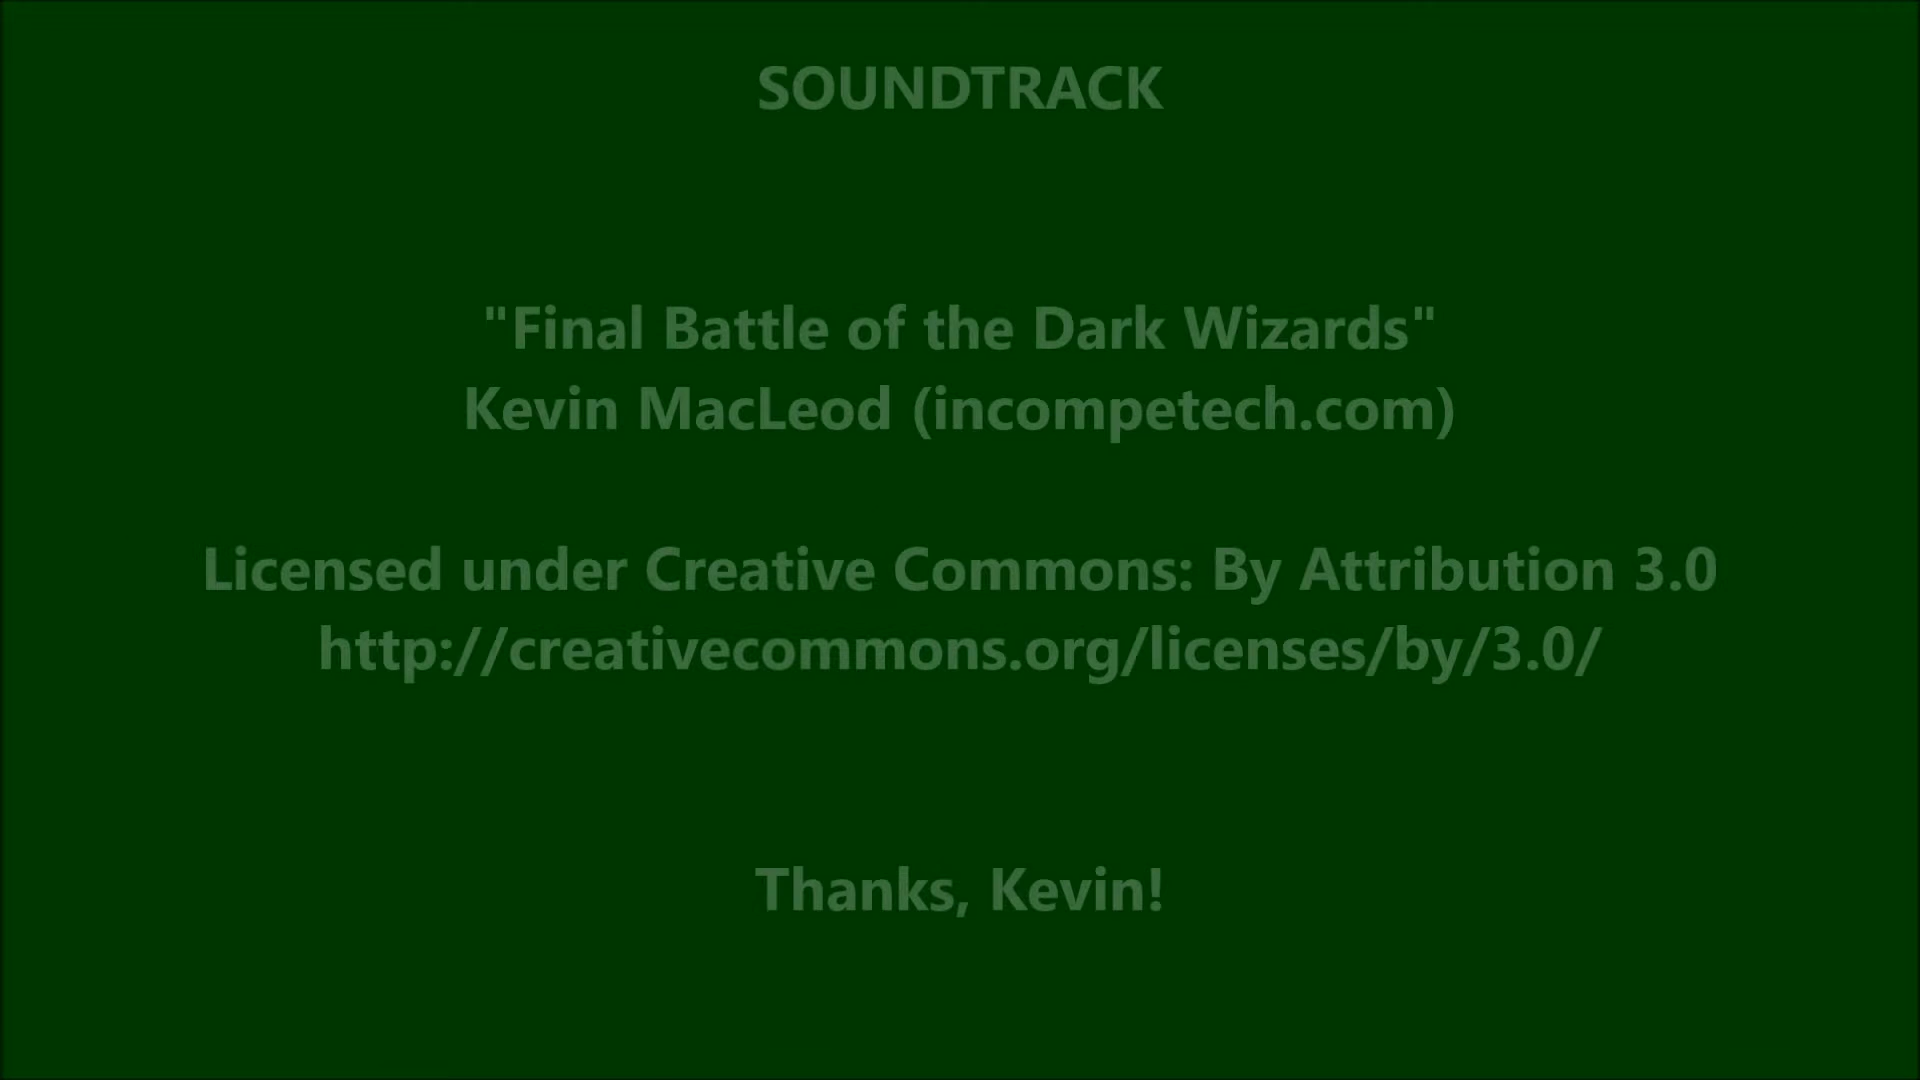 SOUNDTRACK
"Final Battle of the Dark Wizards"
Kevin MacLeod (incompetech.com)
Licensed under Creative Commons: By Attribution 3.0
http://creativecommons.org/licenses/by/3.0/
Thanks, Kevin!